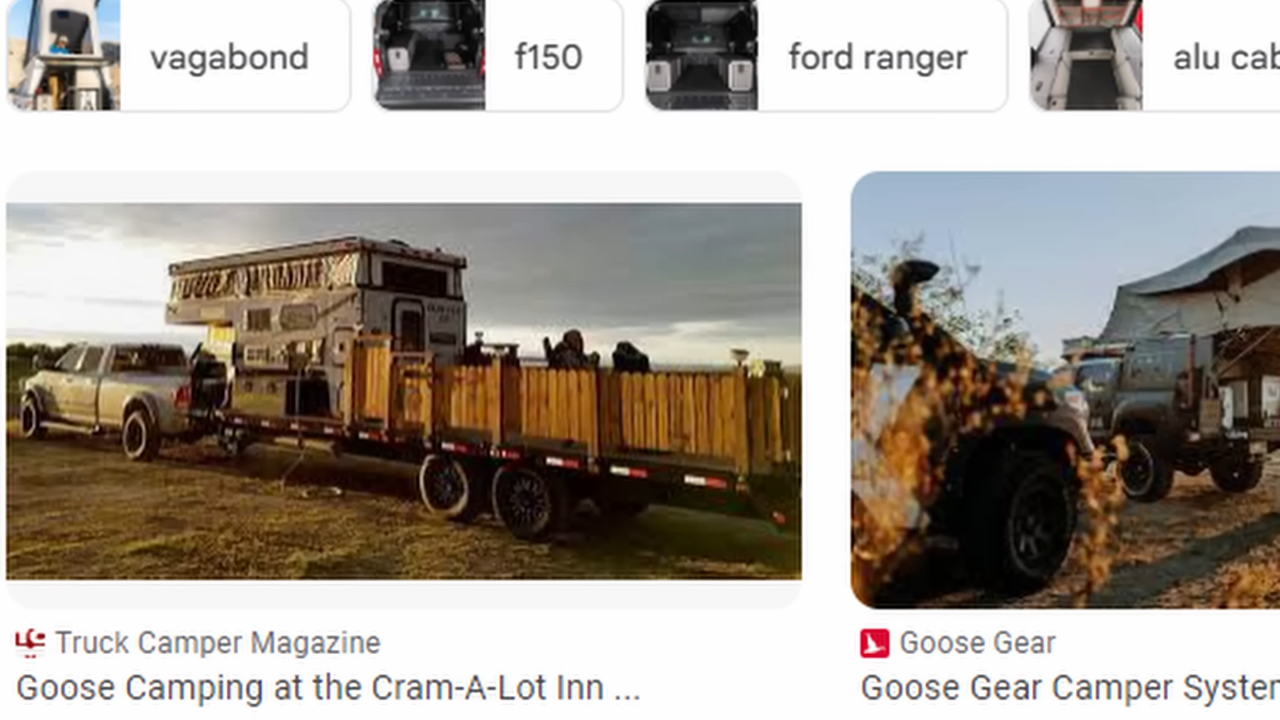 vagabond
f150
ford ranger
alu cab
Truck Camper Magazine
Goose Camping at the Cram-A-Lot Inn ...
Goose Gear
Goose Gear Camper System